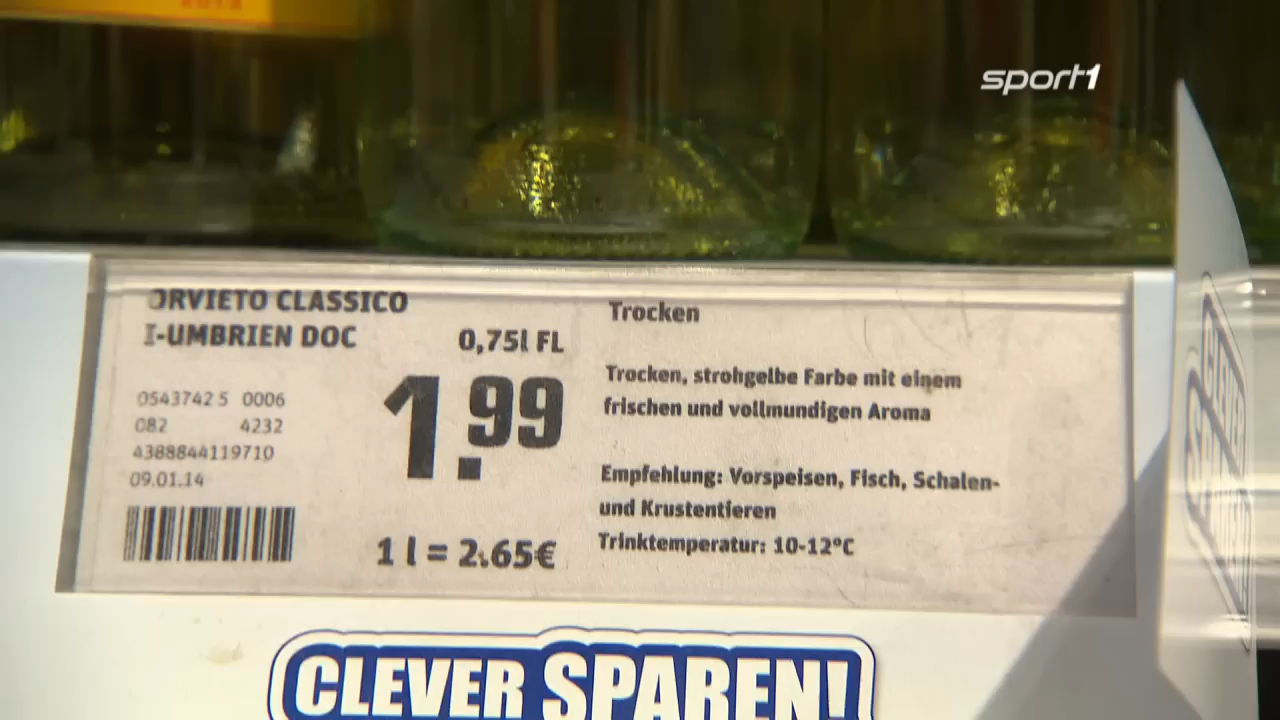 sport1
ORVIETO CLASSICO
I-UMBRIEN DOC
0,75l FL
0543742 5 0006
082 4232
4388844119710
09.01.14
1.99
1 l = 2.65€
Trocken
Trocken, strohgelbe Farbe mit einem
frischen und vollmundigen Aroma
Empfehlung: Vorspeisen, Fisch, Schalen-
und Krustentieren
Trinktemperatur: 10-12°C
CLEVER SPAREN!
CLEVER